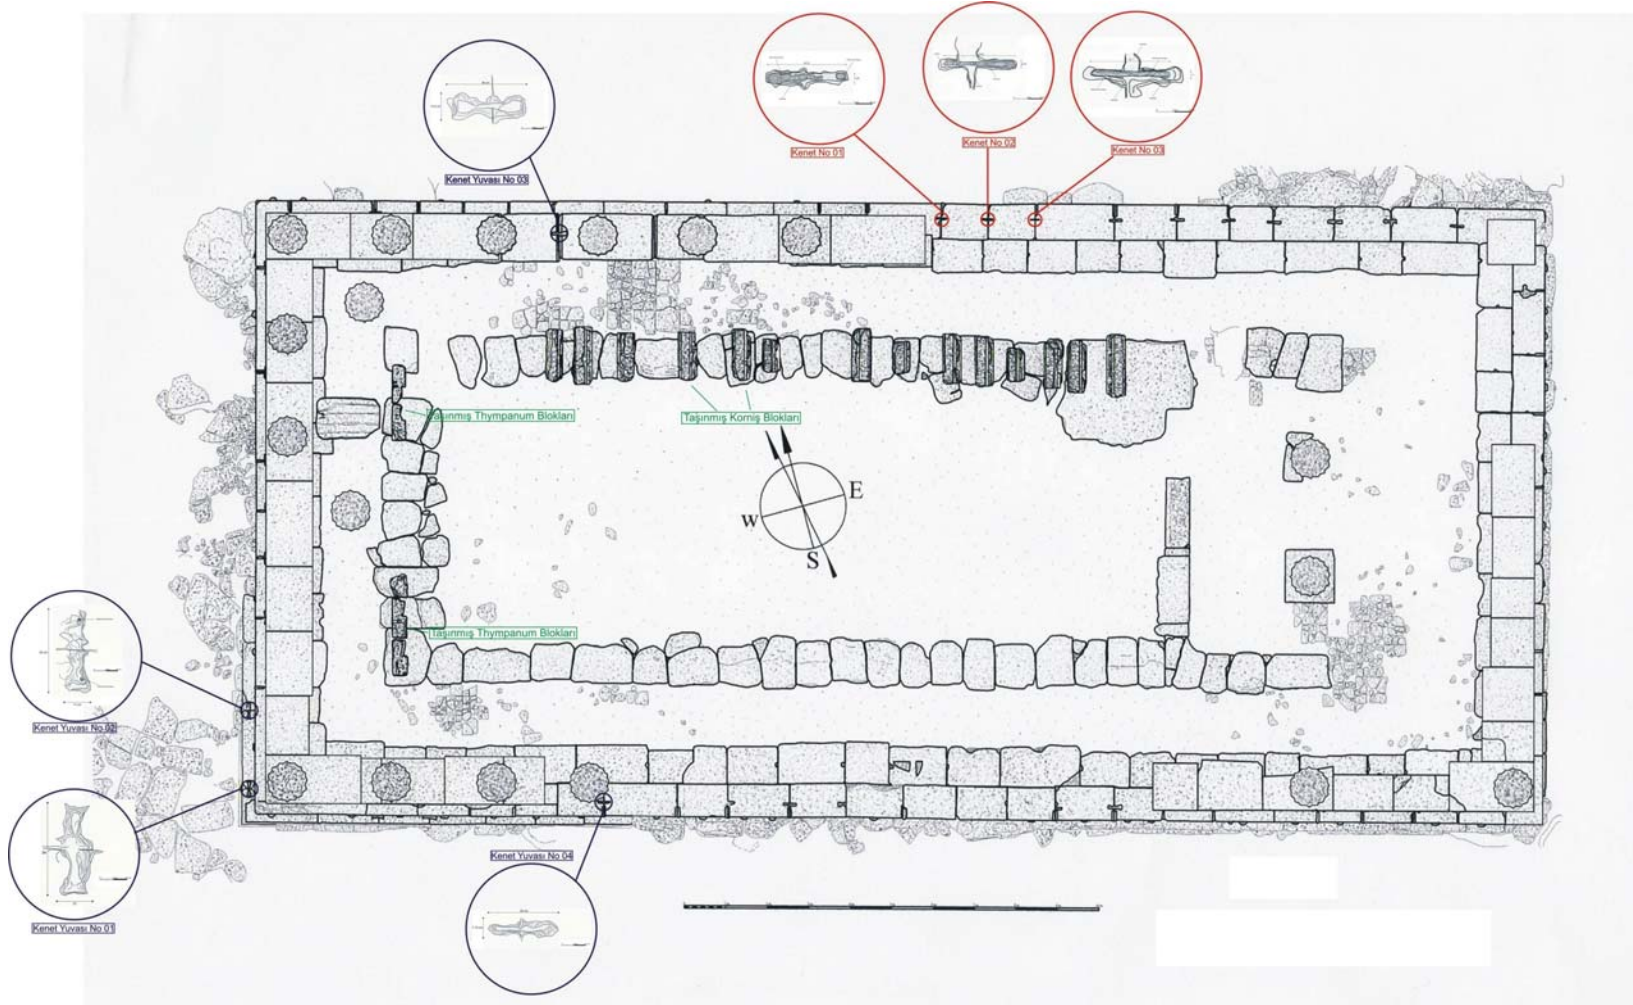 Kenet No 02
Kenet No 01
Kenet No 03
Kenet Yuvası No 03
Taşınmış Thympanum Blokları
Taşınmış Korniş Blokları
E
W
S
Taşınmış Thympanum Blokları
Kenet Yuvası No 02
Kenet Yuvası No 04
Kenet Yuvası No 01